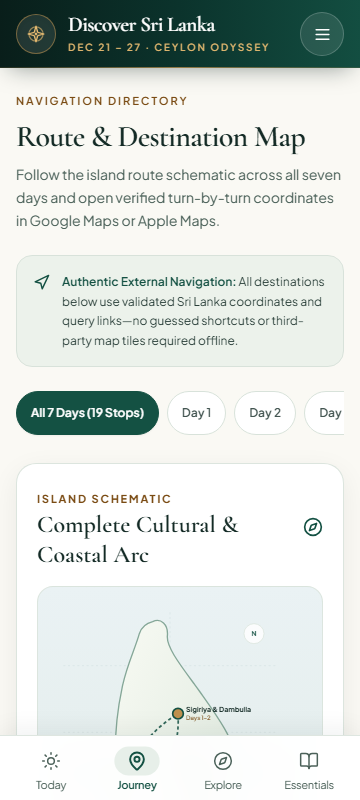 Discover Sri Lanka
DEC 21 – 27 · CEYLON ODYSSEY
NAVIGATION DIRECTORY
Route & Destination Map
Follow the island route schematic across all seven
days and open verified turn-by-turn coordinates
in Google Maps or Apple Maps.
Authentic External Navigation: All destinations
below use validated Sri Lanka coordinates and
query links—no guessed shortcuts or third-
party map tiles required offline.
All 7 Days (19 Stops)
Day 1
Day 2
Day
ISLAND SCHEMATIC
Complete Cultural &
Coastal Arc
N
Sigiriya & Dambulla
Days 1–2
Today
Journey
Explore
Essentials